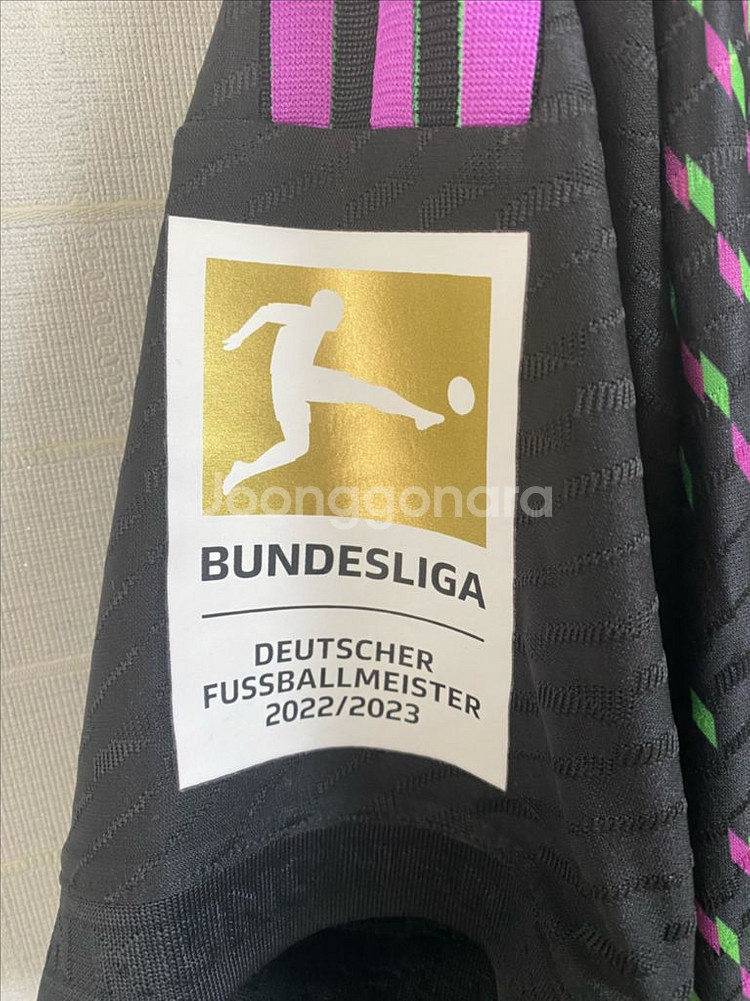 Joonggonara
BUNDESLIGA
DEUTSCHER
FUSSBALLMEISTER
2022/2023